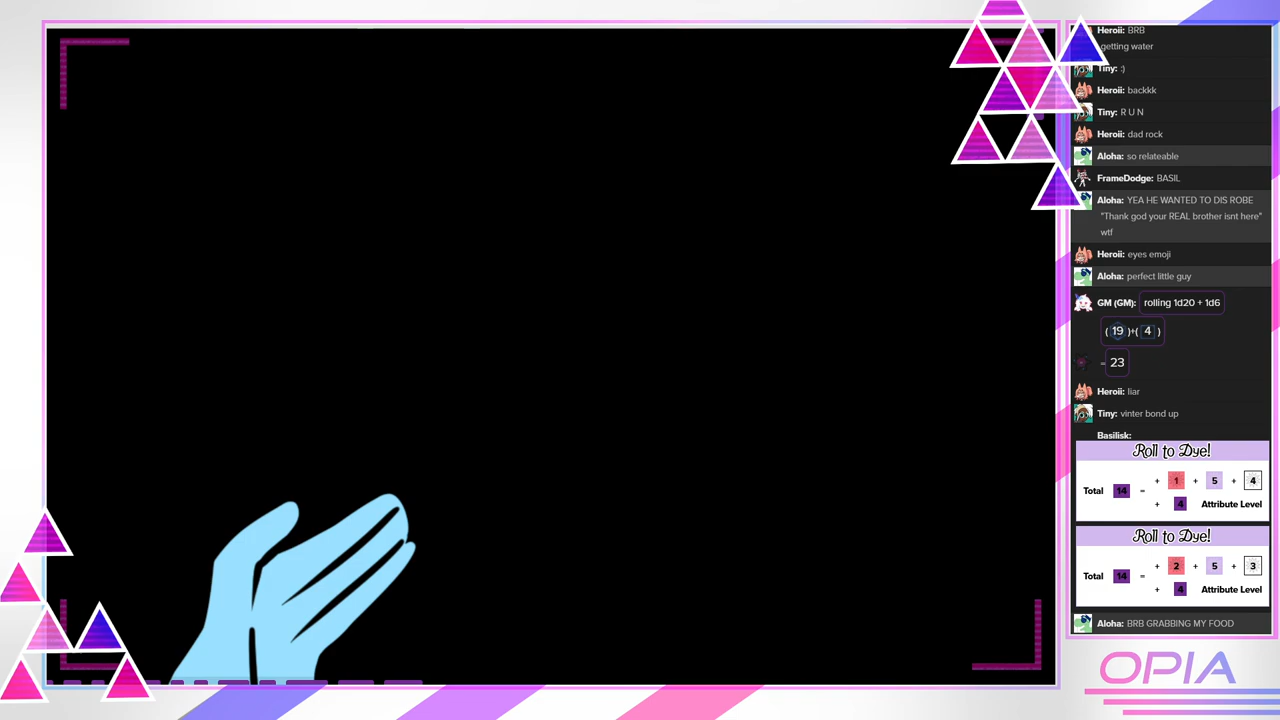 Heroii: BRB
getting water
Tiny: :)
Heroii: backkk
Tiny: R U N
Heroii: dad rock
Aloha: so relateable
FrameDodge: BASIL
Aloha: YEA HE WANTED TO DIS ROBE
"Thank god your REAL brother isnt here"
wtf
Heroii: eyes emoji
Aloha: perfect little guy
GM (GM): rolling 1d20 + 1d6
(19)+(4)
=23
Heroii: liar
Tiny: vinter bond up
Basilisk:
Roll to Dye!
Total 14 = + 1 + 5 + 4
+ 4 Attribute Level
Roll to Dye!
Total 14 = + 2 + 5 + 3
+ 4 Attribute Level
Aloha: BRB GRABBING MY FOOD
OPIA